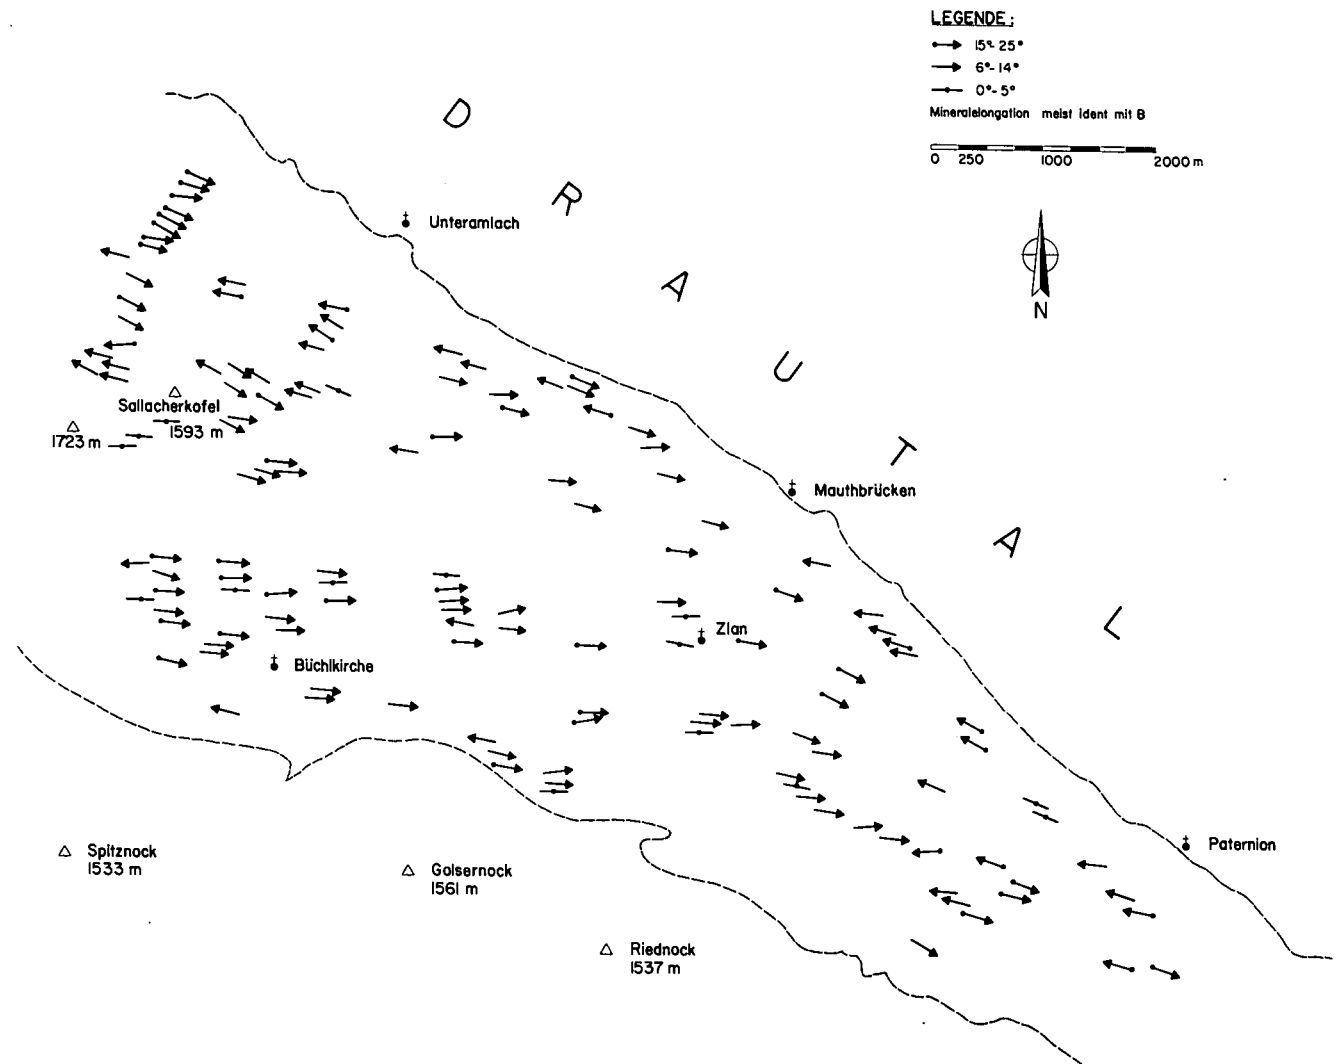 LEGENDE:
15°-25°
6°-14°
0°-5°
Mineralelongation meist ident mit B
0 250 1000 2000 m
N
DRAUTAL
Unteramlach
Sallacherkofel
1593 m
1723 m
Mauthbrücken
Zlan
Büchlkirche
Paternion
Spitznock
1533 m
Golsernock
1561 m
Riednock
1537 m